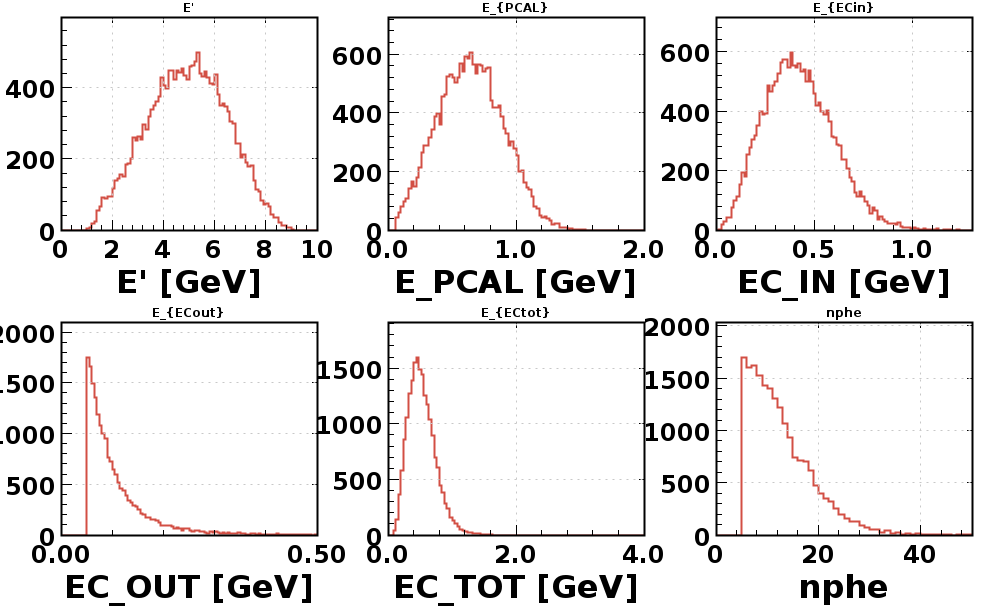 E' E_{PCAL} E_{ECin}
400 600 600
200 400 400
0 200 200
0 0
0 2 4 6 8 10 0.0 1.0 2.0 0.0 0.5 1.0
E' [GeV] E_PCAL [GeV] EC_IN [GeV]
E_{ECout} E_{ECtot} nphe
2000 1500 2000
1500 1000 1500
1000 500 1000
500 0 500
0 0
0.00 0.50 0.0 2.0 4.0 0 20 40
EC_OUT [GeV] EC_TOT [GeV] nphe